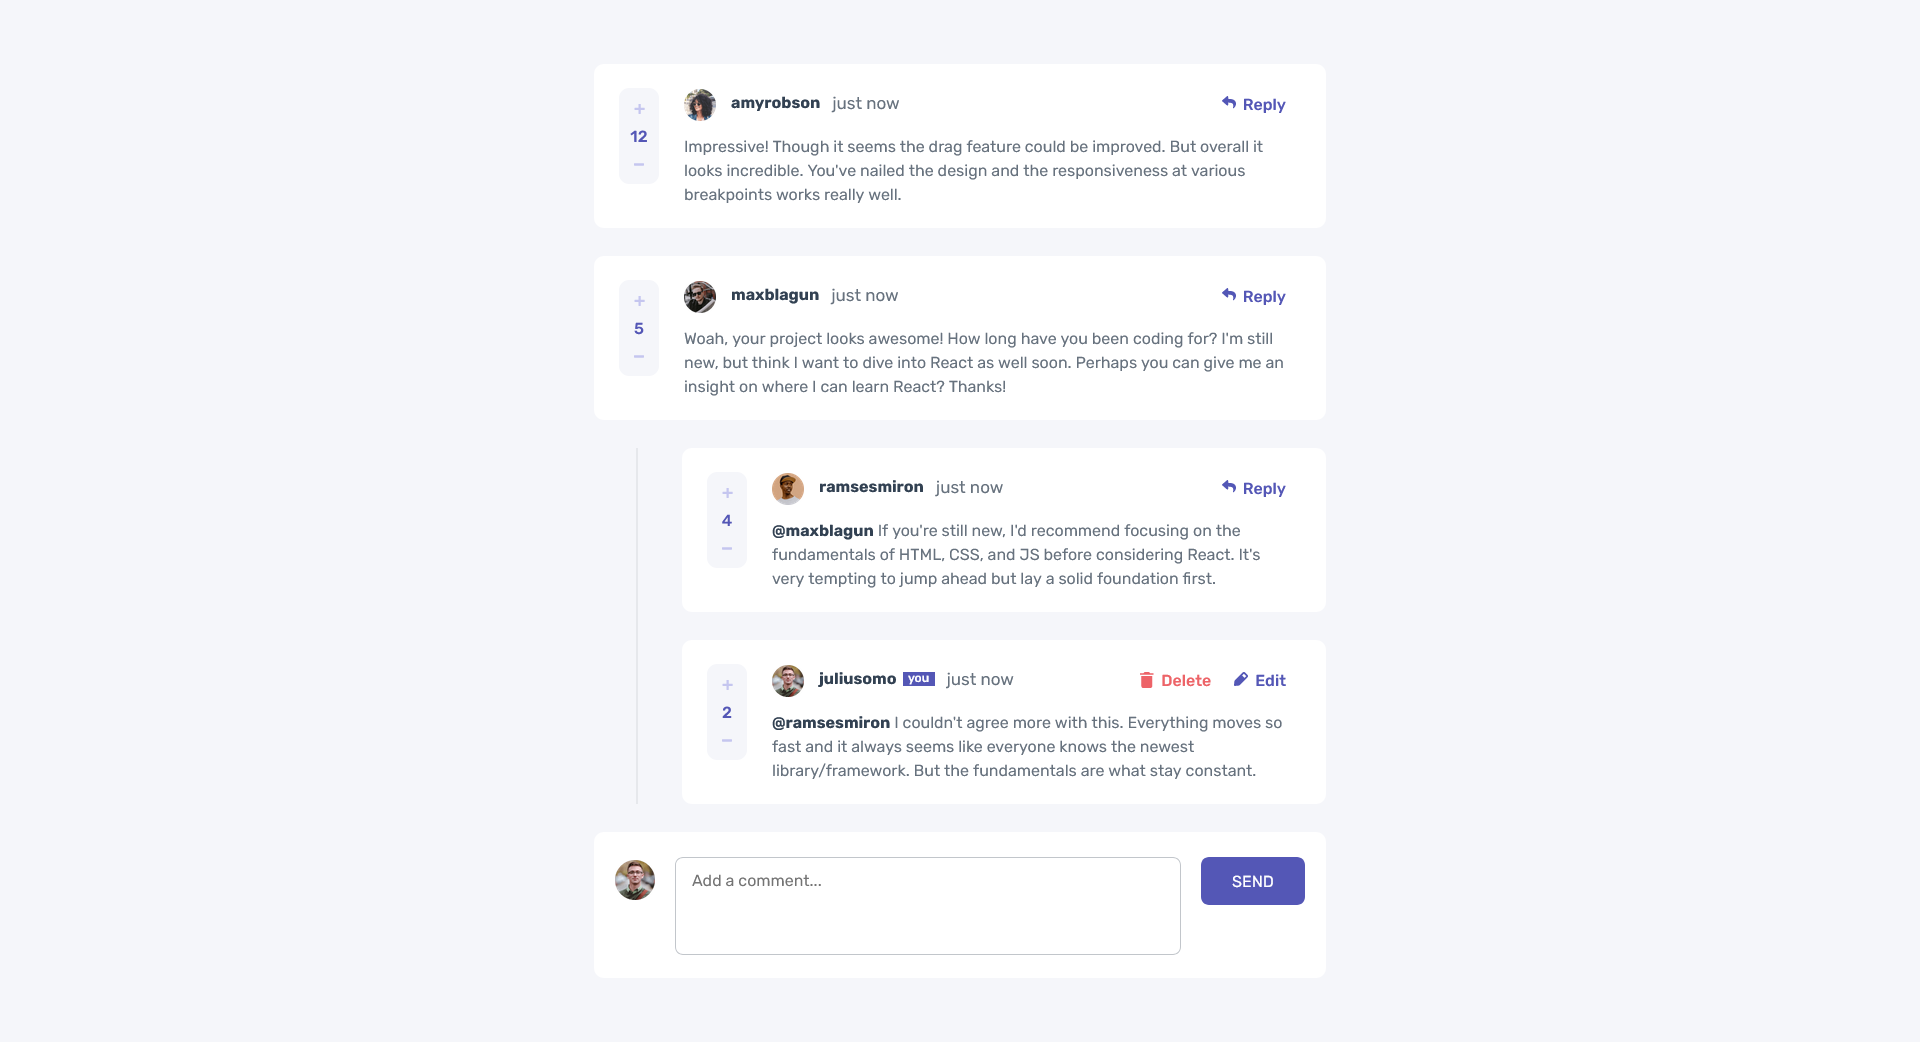 amyrobson just now Reply
+
12
−
Impressive! Though it seems the drag feature could be improved. But overall it
looks incredible. You've nailed the design and the responsiveness at various
breakpoints works really well.
maxblagun just now Reply
+
5
−
Woah, your project looks awesome! How long have you been coding for? I'm still
new, but think I want to dive into React as well soon. Perhaps you can give me an
insight on where I can learn React? Thanks!
ramsesmiron just now Reply
+
4
−
@maxblagun If you're still new, I'd recommend focusing on the
fundamentals of HTML, CSS, and JS before considering React. It's
very tempting to jump ahead but lay a solid foundation first.
juliusomo you just now Delete Edit
+
2
−
@ramsesmiron I couldn't agree more with this. Everything moves so
fast and it always seems like everyone knows the newest
library/framework. But the fundamentals are what stay constant.
Add a comment...
SEND